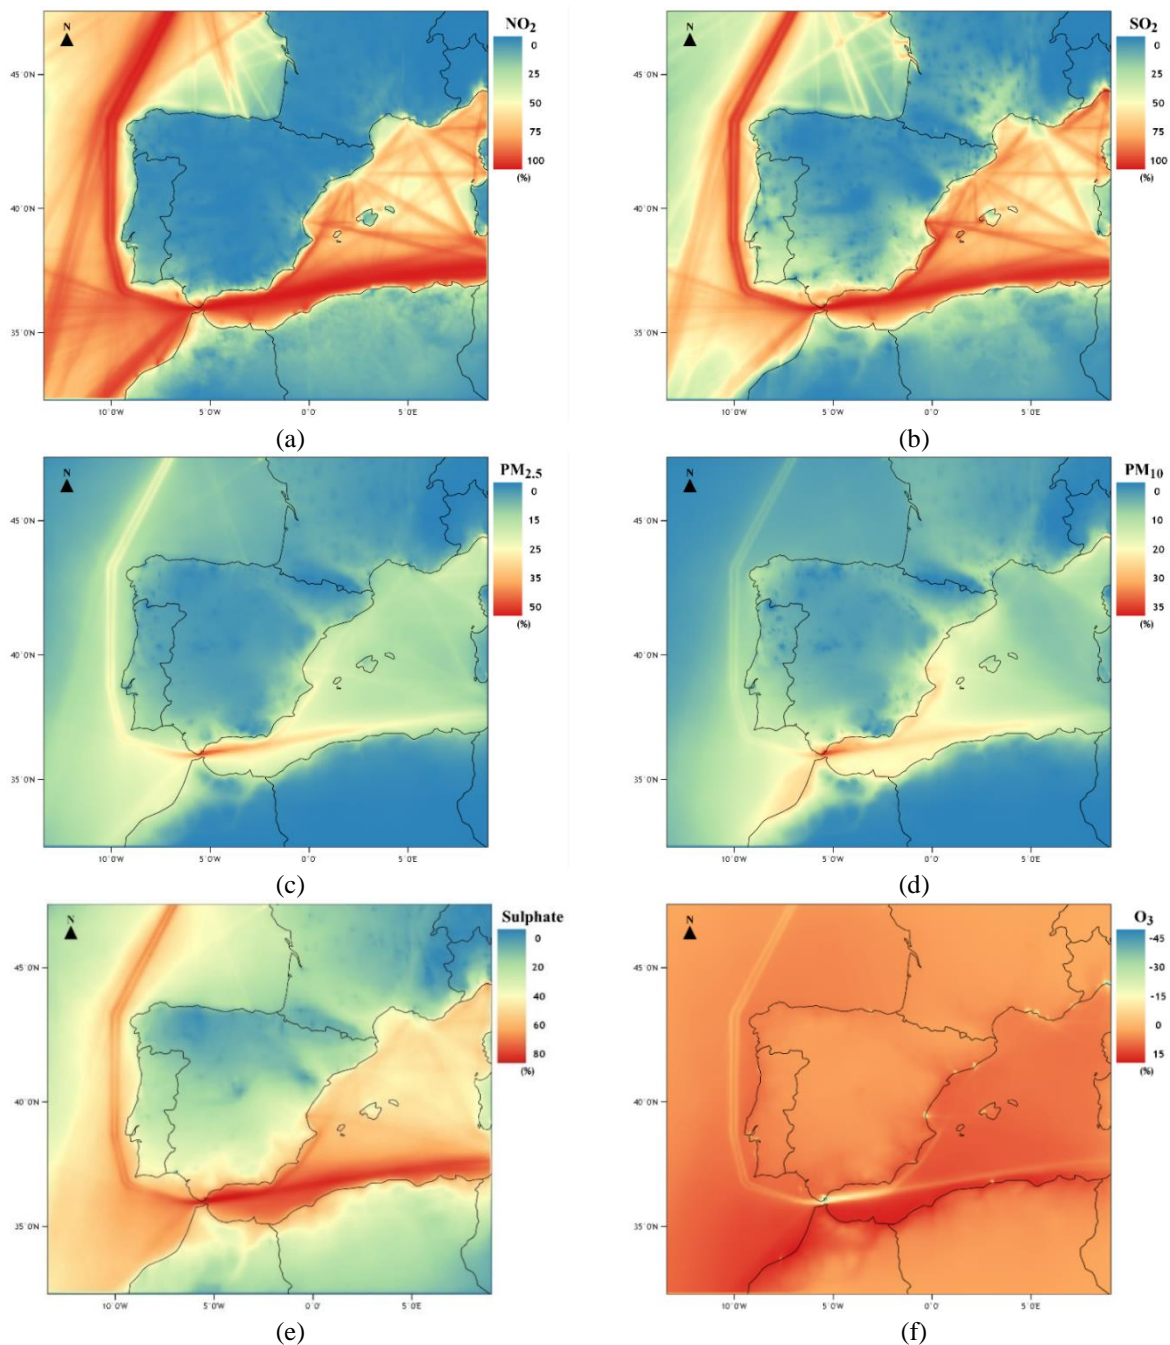 N NO2
0
25
50
75
100
(%)
45°0'N
40°0'N
35°0'N
10°0'W 5°0'W 0°0' 5°0'E
(a)
N SO2
0
25
50
75
100
(%)
45°0'N
40°0'N
35°0'N
10°0'W 5°0'W 0°0' 5°0'E
(b)
N PM2.5
0
15
25
35
50
(%)
45°0'N
40°0'N
35°0'N
10°0'W 5°0'W 0°0' 5°0'E
(c)
N PM10
0
10
20
30
35
(%)
45°0'N
40°0'N
35°0'N
10°0'W 5°0'W 0°0' 5°0'E
(d)
N Sulphate
0
20
40
60
80
(%)
45°0'N
40°0'N
35°0'N
10°0'W 5°0'W 0°0' 5°0'E
(e)
N O3
-45
-30
-15
0
15
(%)
45°0'N
40°0'N
35°0'N
10°0'W 5°0'W 0°0' 5°0'E
(f)